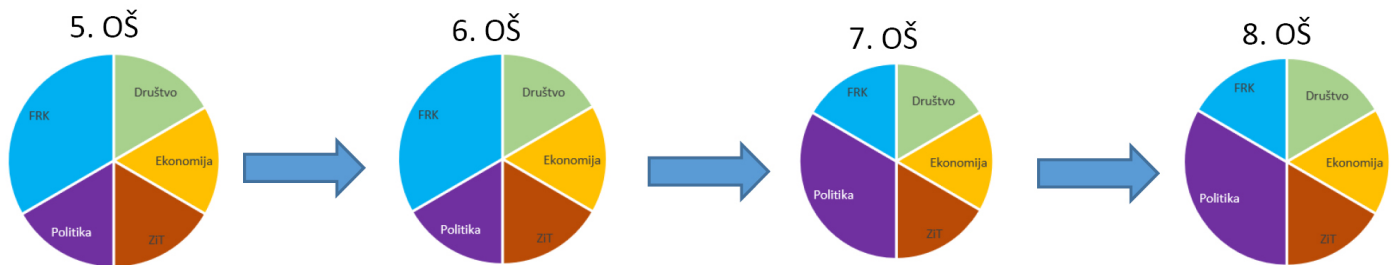 5. OŠ
Društvo
FRK
Ekonomija
Politika
ZiT
6. OŠ
Društvo
FRK
Ekonomija
Politika
ZiT
7. OŠ
FRK
Društvo
Ekonomija
Politika
ZiT
8. OŠ
FRK
Društvo
Ekonomija
Politika
ZiT